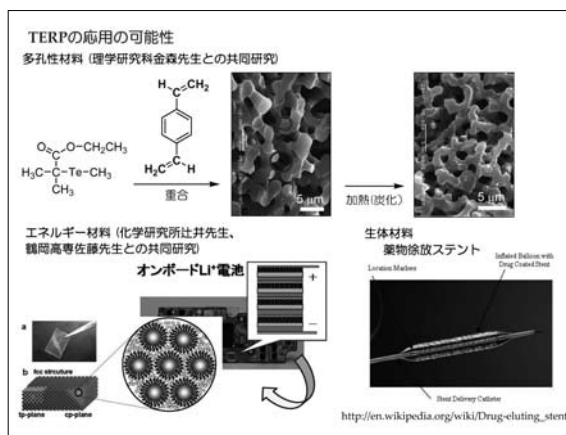 TERPの応用の可能性
多孔性材料 (理学研究科金森先生との共同研究)
H
CH₂
O
O–CH₂CH₃
H₃C–C–Te–CH₃
CH₃
H₂C
H
重合
5 μm
加熱(炭化)
5 μm
エネルギー材料 (化学研究所辻井先生、
鶴岡高専佐藤先生との共同研究)
オンボードLi⁺電池
+
−
a
b
fcc structure
tp-plane
cp-plane
生体材料
薬物徐放ステント
Location Markers
Inflated Balloon with
Drug Coated Stent
Stent Delivery Catheter
http://en.wikipedia.org/wiki/Drug-eluting_stent